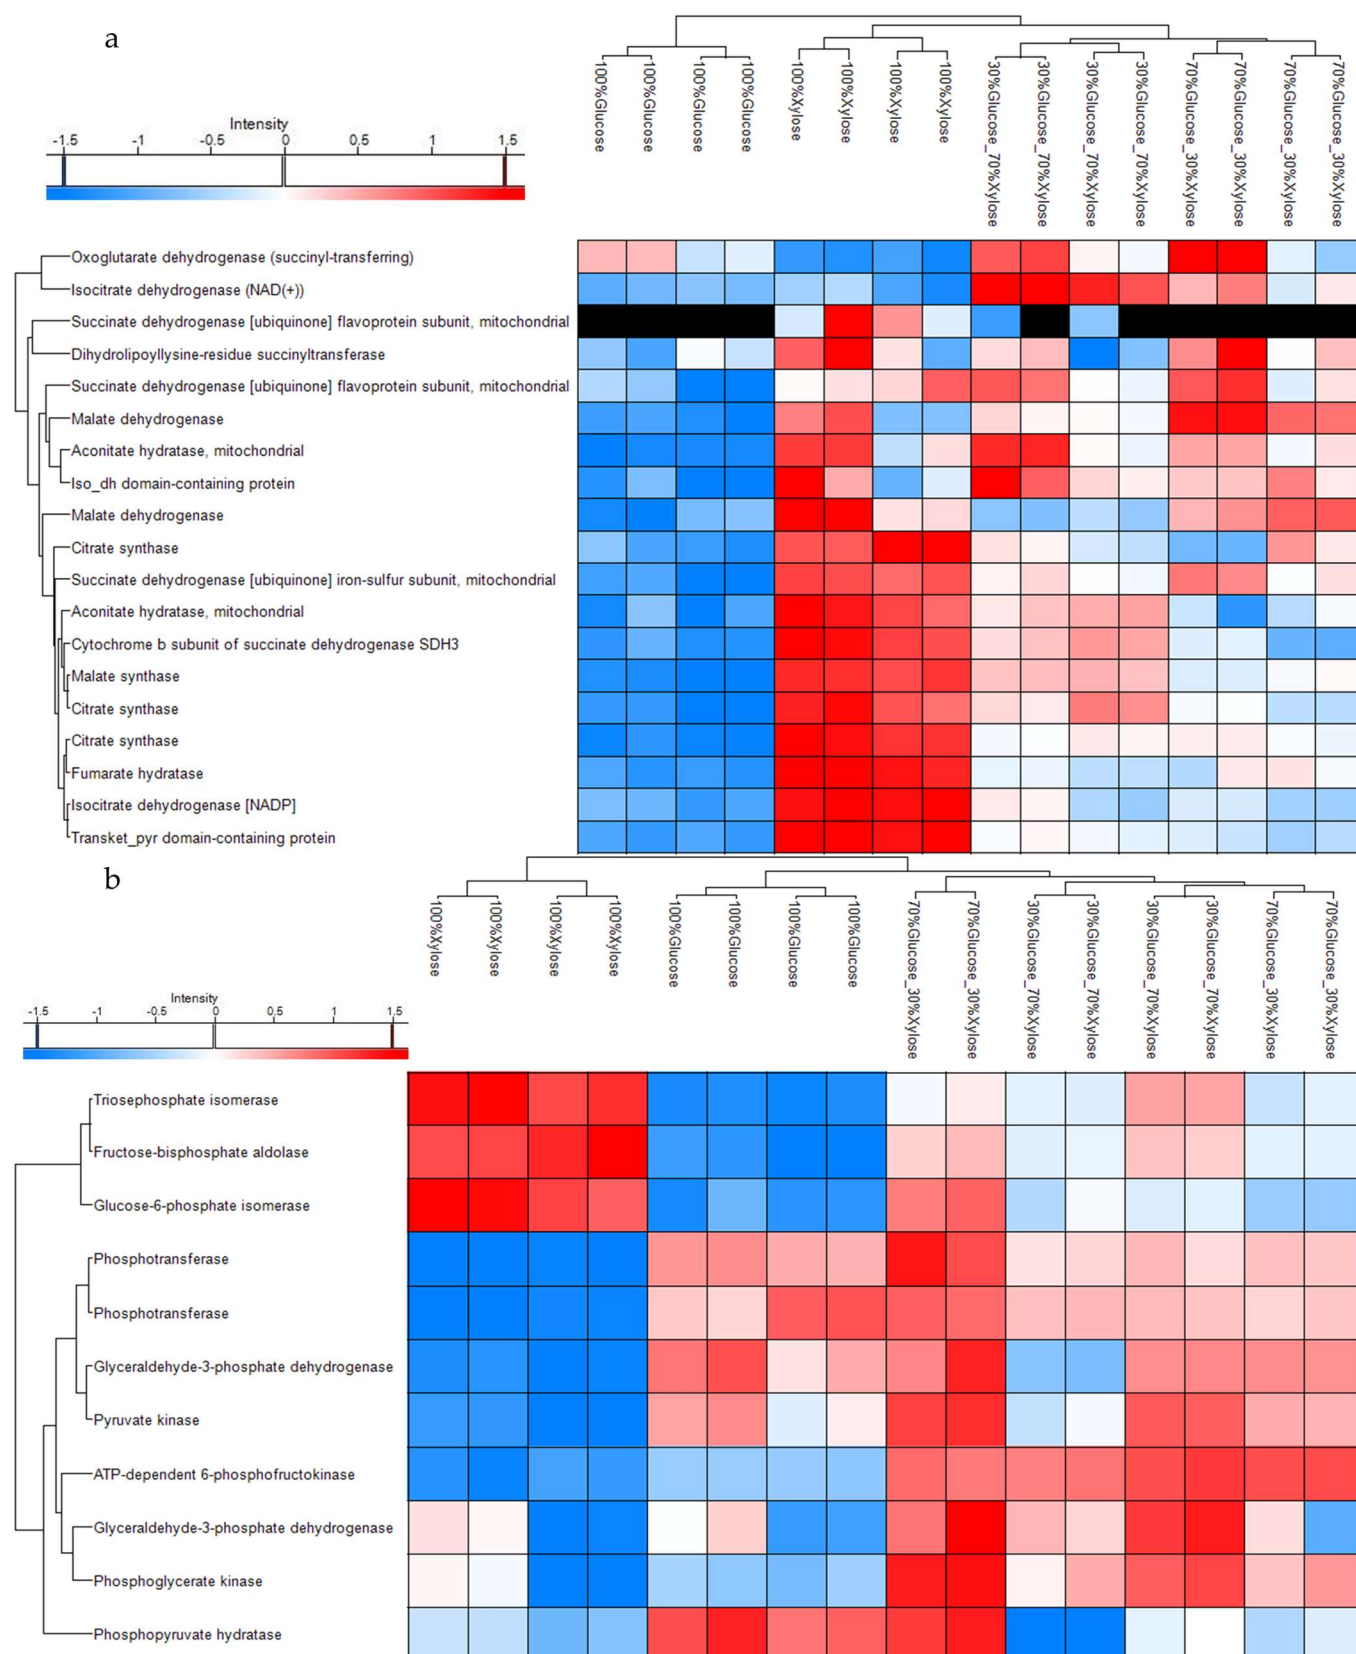 a
Intensity
-1.5 -1 -0.5 0 0.5 1 1.5
100%Glucose
100%Glucose
100%Glucose
100%Glucose
100%Xylose
100%Xylose
100%Xylose
100%Xylose
30%Glucose_70%Xylose
30%Glucose_70%Xylose
30%Glucose_70%Xylose
30%Glucose_70%Xylose
70%Glucose_30%Xylose
70%Glucose_30%Xylose
70%Glucose_30%Xylose
70%Glucose_30%Xylose
Oxoglutarate dehydrogenase (succinyl-transferring)
Isocitrate dehydrogenase (NAD(+))
Succinate dehydrogenase [ubiquinone] flavoprotein subunit, mitochondrial
Dihydrolipoyllysine-residue succinyltransferase
Succinate dehydrogenase [ubiquinone] flavoprotein subunit, mitochondrial
Malate dehydrogenase
Aconitate hydratase, mitochondrial
Iso_dh domain-containing protein
Malate dehydrogenase
Citrate synthase
Succinate dehydrogenase [ubiquinone] iron-sulfur subunit, mitochondrial
Aconitate hydratase, mitochondrial
Cytochrome b subunit of succinate dehydrogenase SDH3
Malate synthase
Citrate synthase
Citrate synthase
Fumarate hydratase
Isocitrate dehydrogenase [NADP]
Transket_pyr domain-containing protein
b
Intensity
-1.5 -1 -0.5 0 0.5 1 1.5
100%Xylose
100%Xylose
100%Xylose
100%Xylose
100%Glucose
100%Glucose
100%Glucose
100%Glucose
70%Glucose_30%Xylose
70%Glucose_30%Xylose
30%Glucose_70%Xylose
30%Glucose_70%Xylose
30%Glucose_70%Xylose
30%Glucose_70%Xylose
70%Glucose_30%Xylose
70%Glucose_30%Xylose
Triosephosphate isomerase
Fructose-bisphosphate aldolase
Glucose-6-phosphate isomerase
Phosphotransferase
Phosphotransferase
Glyceraldehyde-3-phosphate dehydrogenase
Pyruvate kinase
ATP-dependent 6-phosphofructokinase
Glyceraldehyde-3-phosphate dehydrogenase
Phosphoglycerate kinase
Phosphopyruvate hydratase